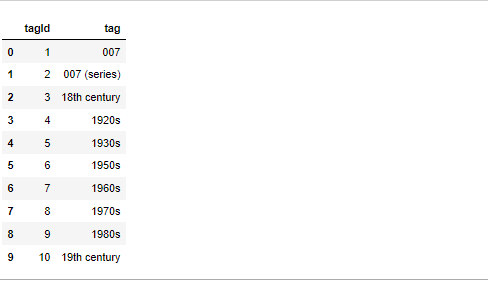 tagId tag
0 1 007
1 2 007 (series)
2 3 18th century
3 4 1920s
4 5 1930s
5 6 1950s
6 7 1960s
7 8 1970s
8 9 1980s
9 10 19th century